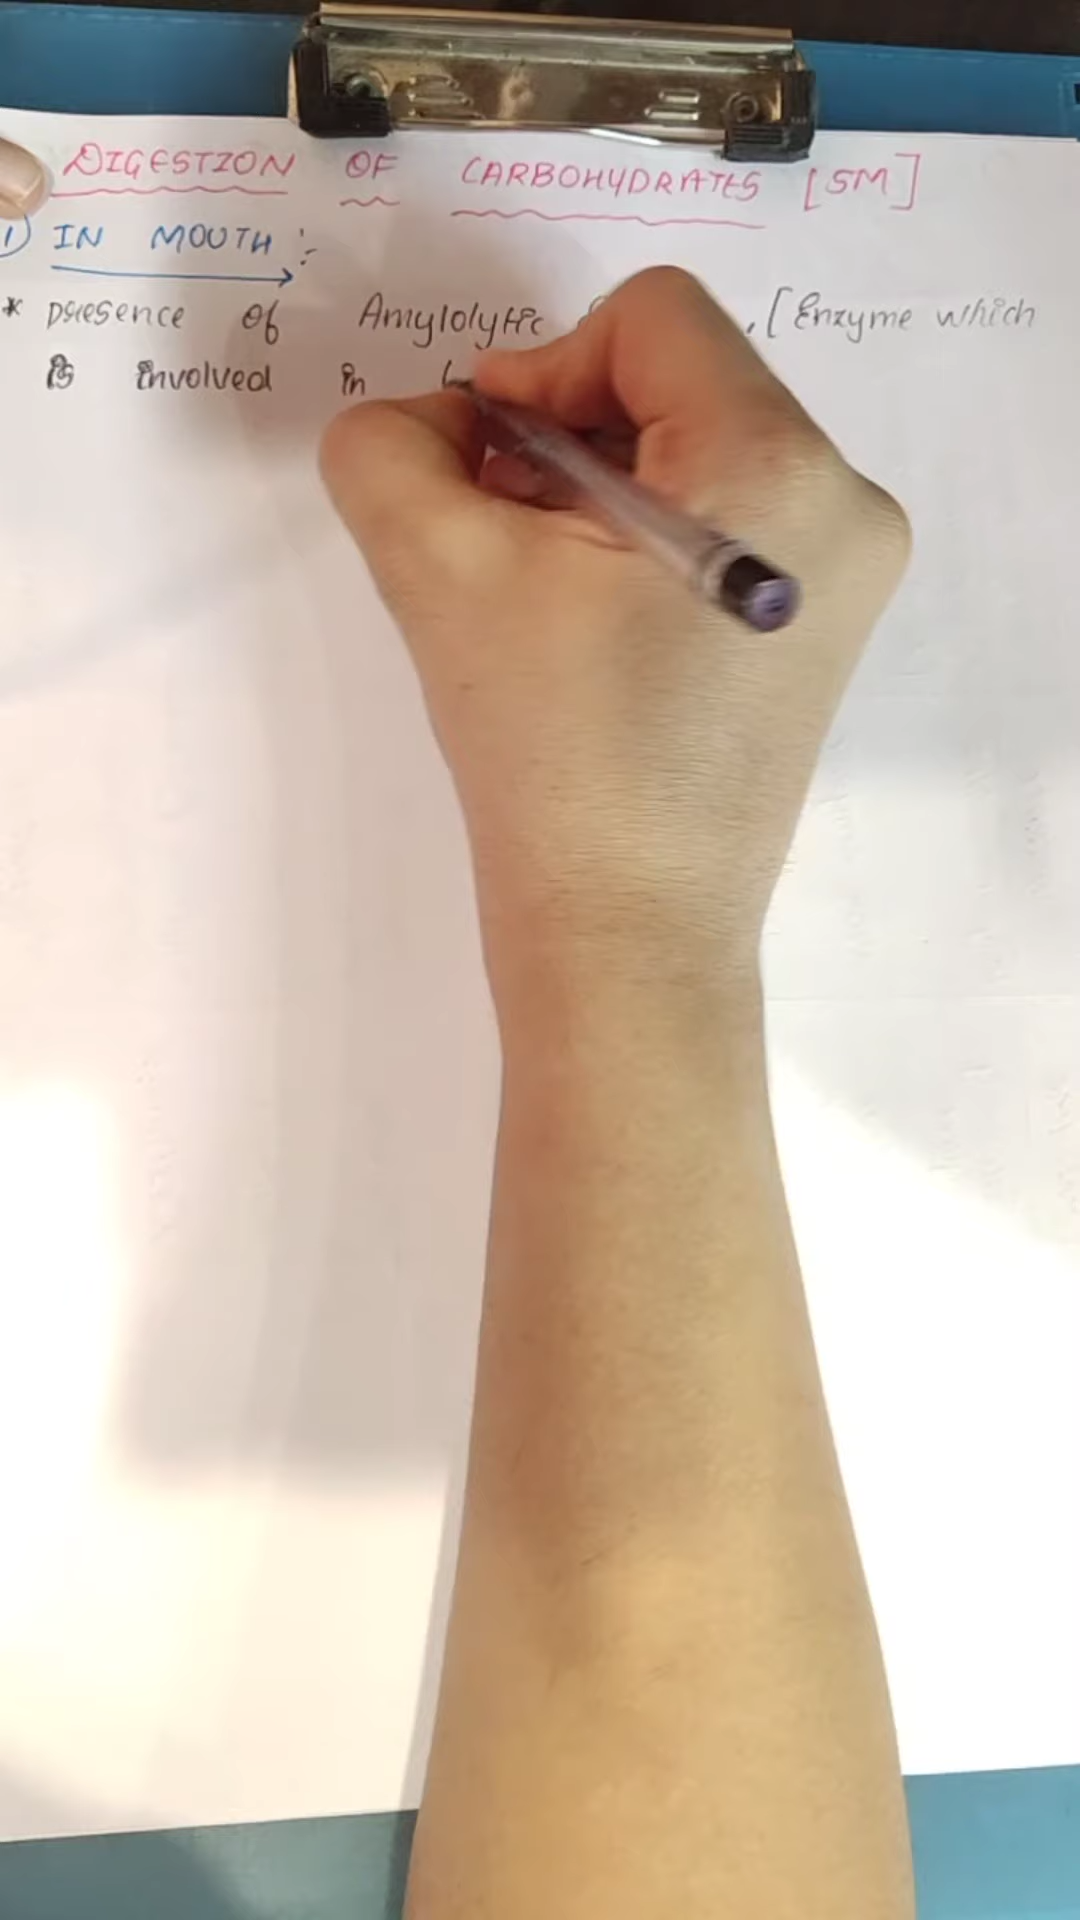 DIGESTION OF CARBOHYDRATES [5M]
1) IN MOUTH :-
* presence of Amylolytic , [Enzyme which
is involved in